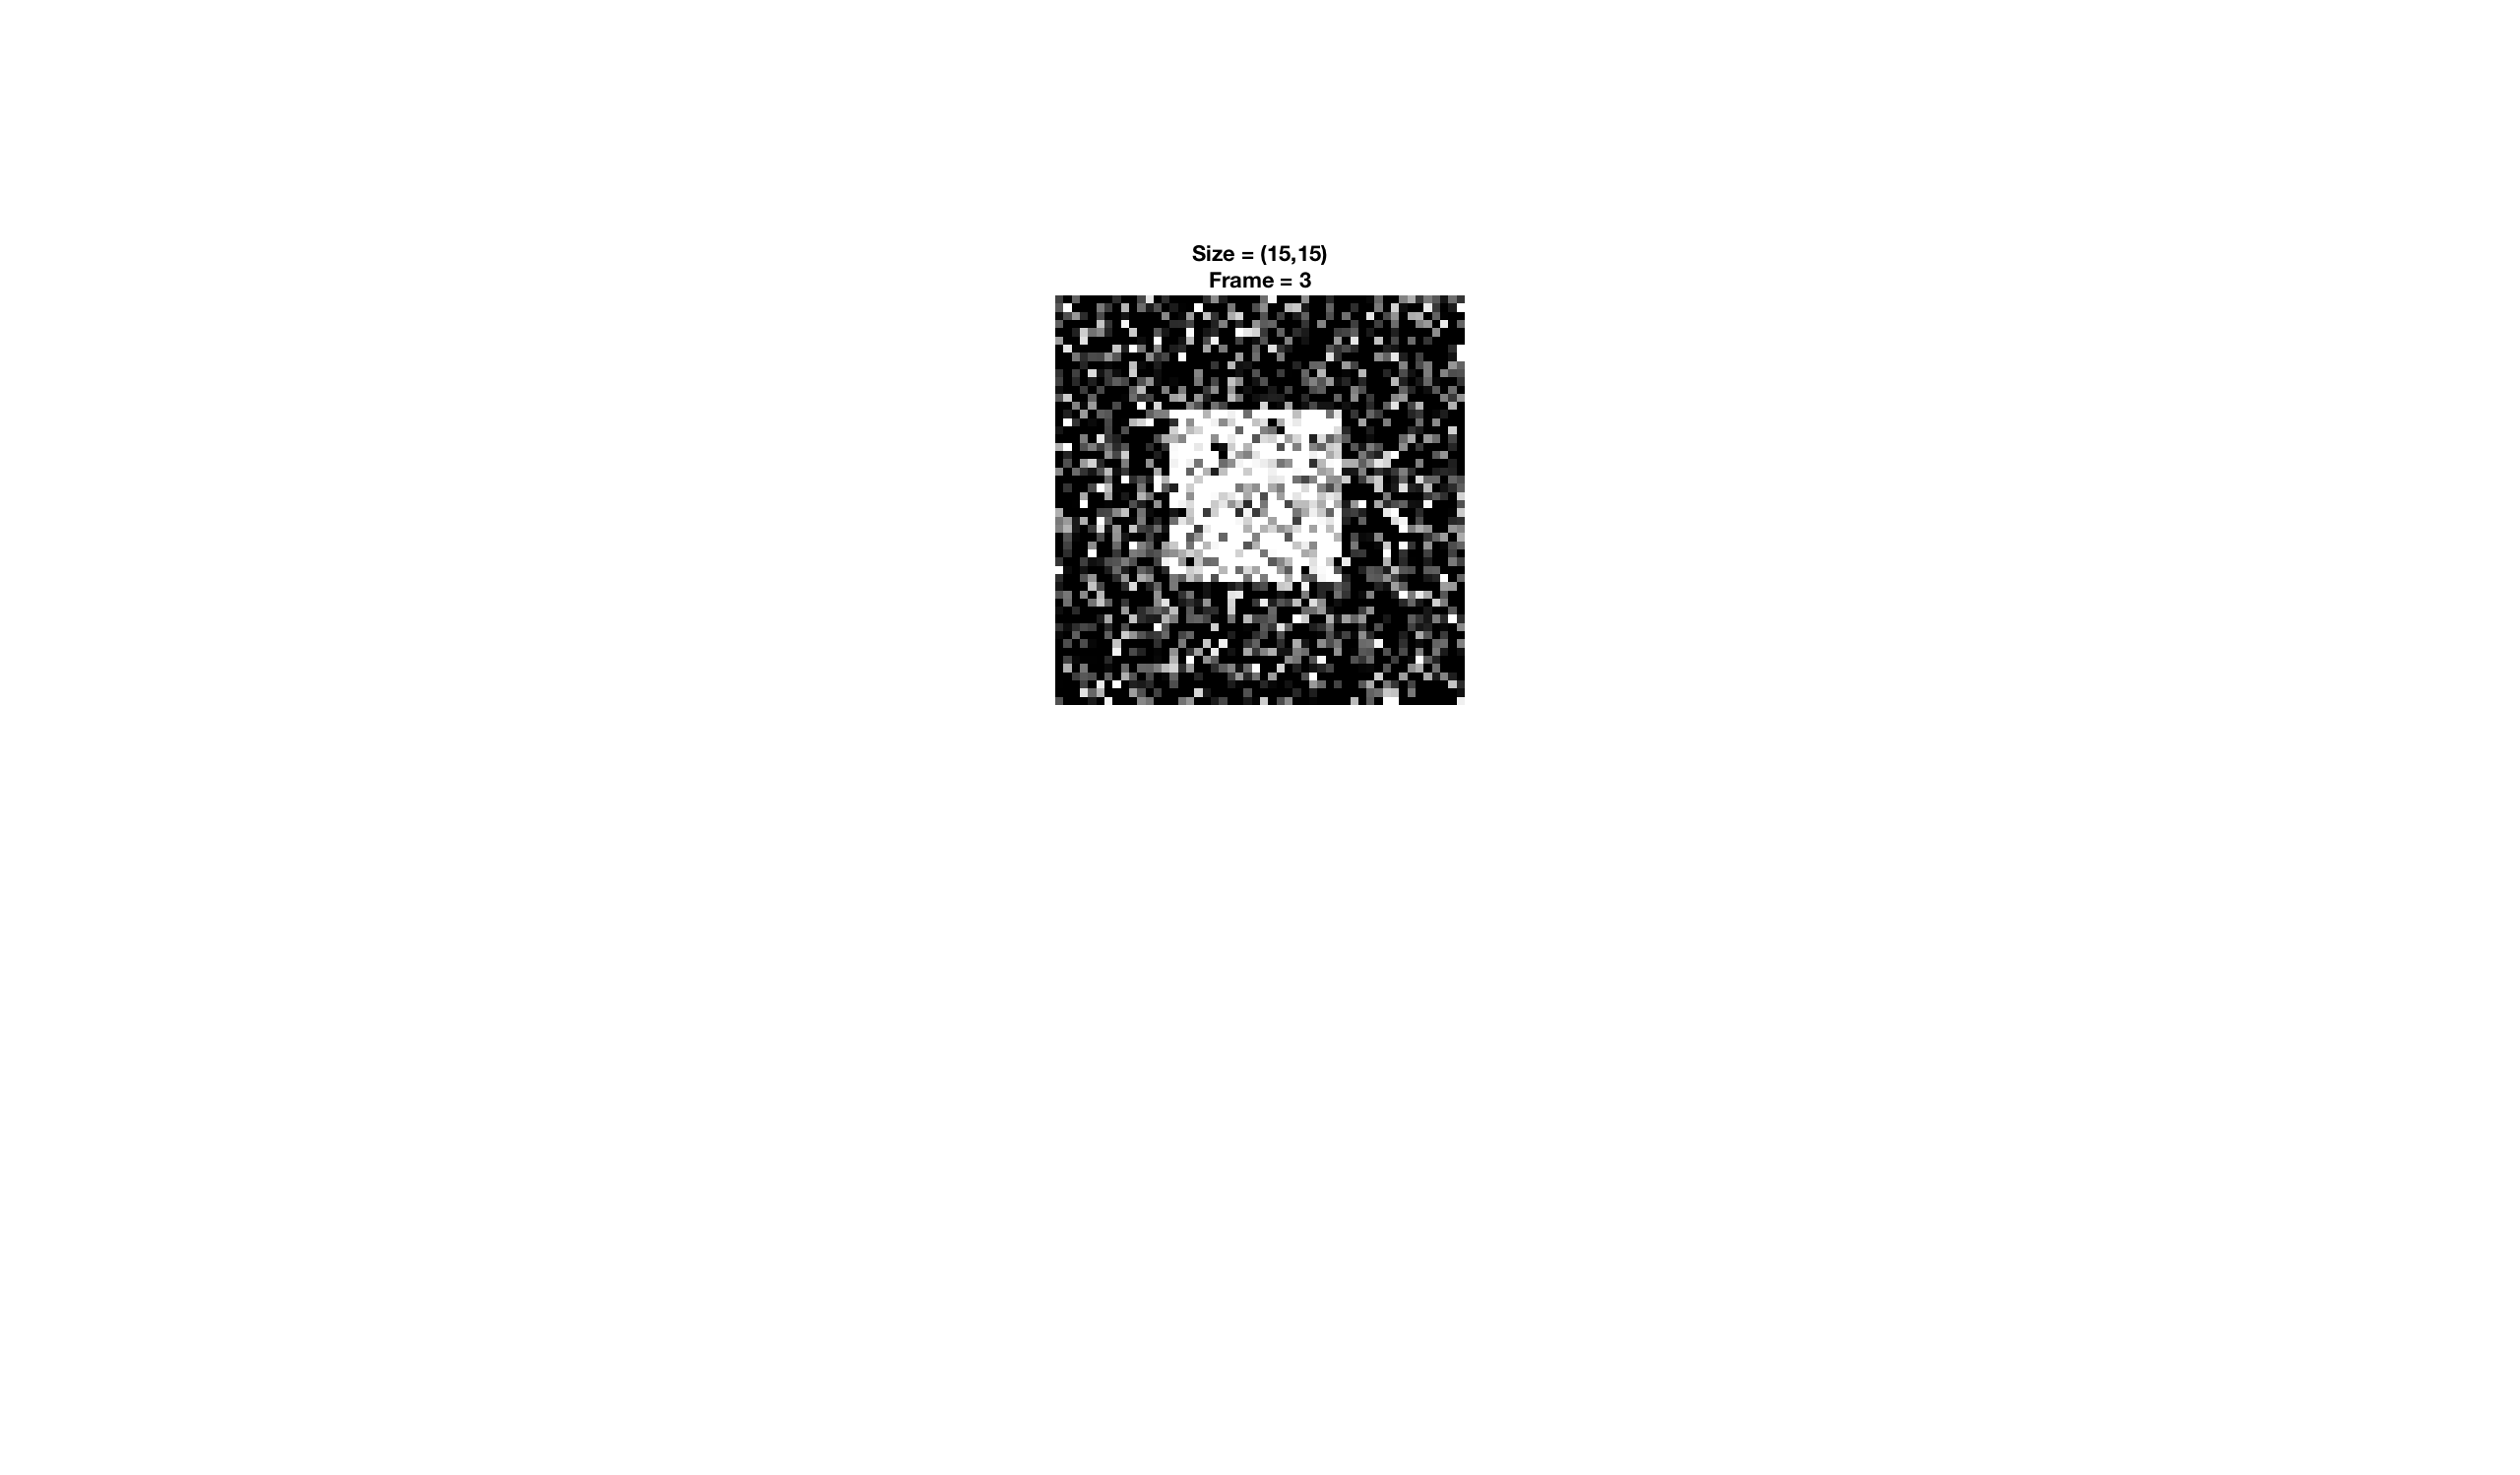 Size = (15,15)
Frame = 3